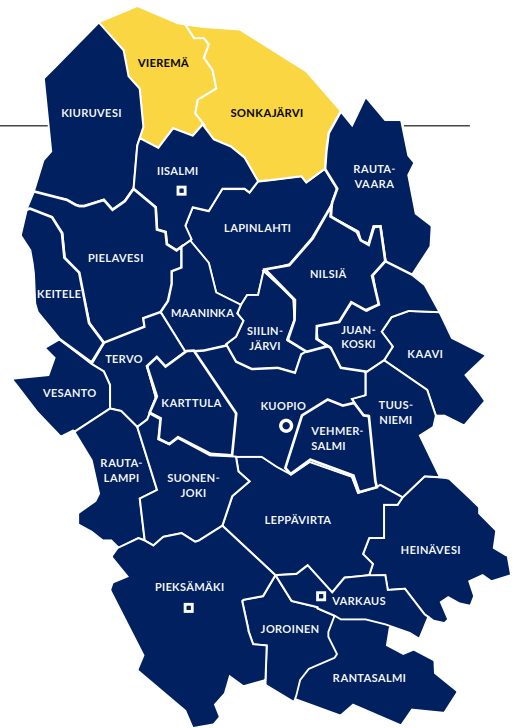 VIEREMÄ
KIURUVESI
SONKAJÄRVI
IISALMI
RAUTA-
VAARA
LAPINLAHTI
PIELAVESI
NILSIÄ
KEITELE
MAANINKA
SIILIN-
JÄRVI
JUAN-
KOSKI
KAAVI
TERVO
VESANTO
KARTTULA
KUOPIO
TUUS-
NIEMI
VEHMER-
SALMI
RAUTA-
LAMPI
SUONEN-
JOKI
LEPPÄVIRTA
HEINÄVESI
PIEKSÄMÄKI
VARKAUS
JOROINEN
RANTASALMI